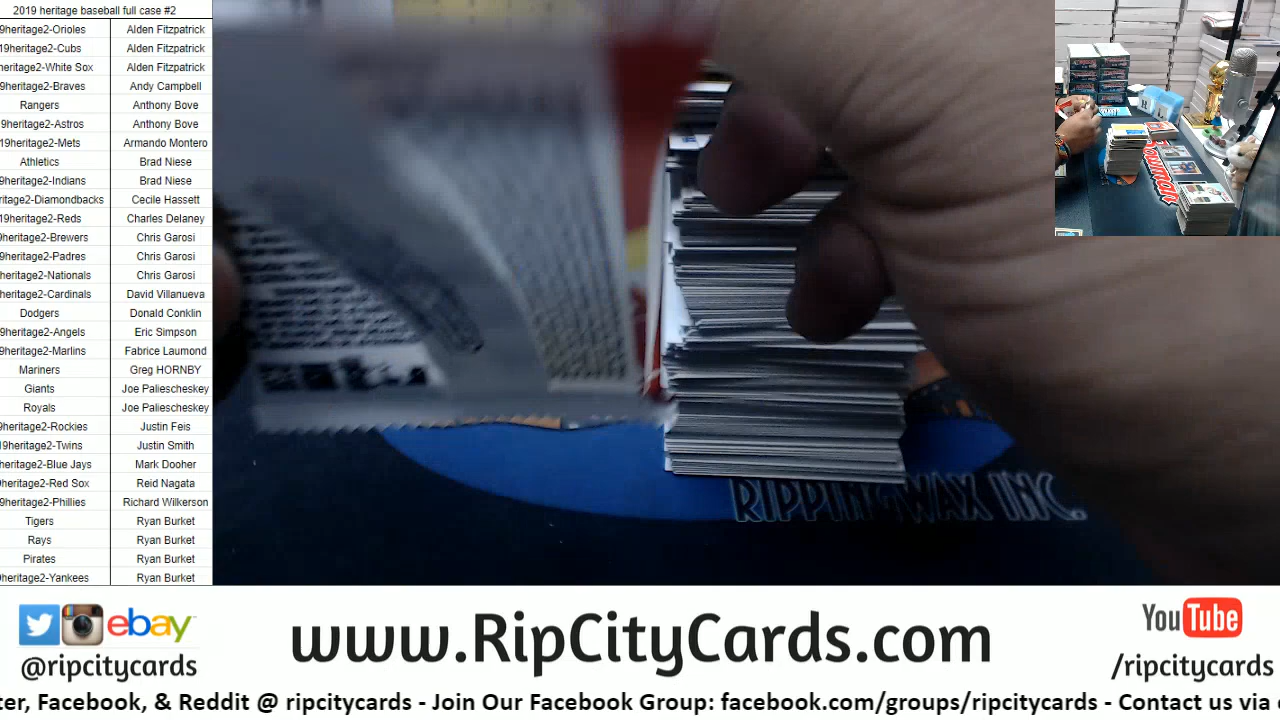 2019 heritage baseball full case #2
9heritage2-Orioles Alden Fitzpatrick
19heritage2-Cubs Alden Fitzpatrick
heritage2-White Sox Alden Fitzpatrick
9heritage2-Braves Andy Campbell
Rangers Anthony Bove
9heritage2-Astros Anthony Bove
19heritage2-Mets Armando Montero
Athletics Brad Niese
9heritage2-Indians Brad Niese
ritage2-Diamondbacks Cecile Hassett
19heritage2-Reds Charles Delaney
heritage2-Brewers Chris Garosi
9heritage2-Padres Chris Garosi
heritage2-Nationals Chris Garosi
heritage2-Cardinals David Villanueva
Dodgers Donald Conklin
9heritage2-Angels Eric Simpson
9heritage2-Marlins Fabrice Laumond
Mariners Greg HORNBY
Giants Joe Paliescheskey
Royals Joe Paliescheskey
9heritage2-Rockies Justin Feis
19heritage2-Twins Justin Smith
heritage2-Blue Jays Mark Dooher
9heritage2-Red Sox Reid Nagata
9heritage2-Phillies Richard Wilkerson
Tigers Ryan Burket
Rays Ryan Burket
Pirates Ryan Burket
heritage2-Yankees Ryan Burket
RIPPINGWAX INC.
Bowman
ebay
@ripcitycards
www.RipCityCards.com
YouTube
/ripcitycards
ter, Facebook, & Reddit @ ripcitycards - Join Our Facebook Group: facebook.com/groups/ripcitycards - Contact us via